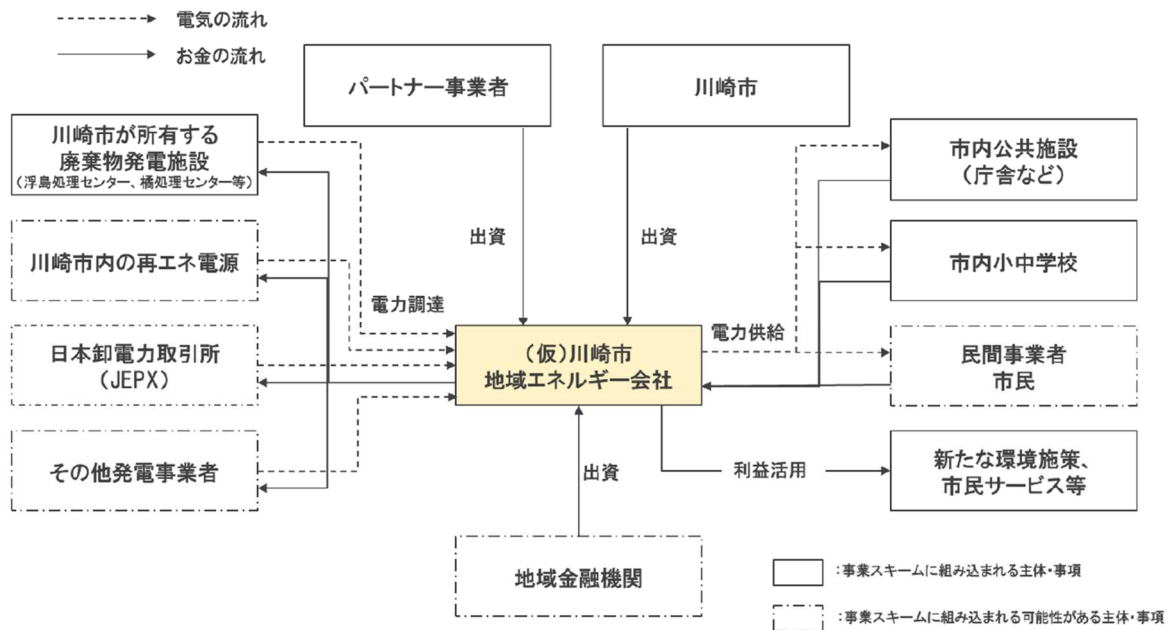 電気の流れ
お金の流れ
パートナー事業者
川崎市
川崎市が所有する
廃棄物発電施設
（浮島処理センター、橘処理センター等）
市内公共施設
（庁舎など）
出資
出資
川崎市内の再エネ電源
市内小中学校
電力調達
電力供給
日本卸電力取引所
（JEPX）
（仮）川崎市
地域エネルギー会社
民間事業者
市民
その他発電事業者
出資
利益活用
新たな環境施策、
市民サービス等
地域金融機関
：事業スキームに組み込まれる主体・事項
：事業スキームに組み込まれる可能性がある主体・事項